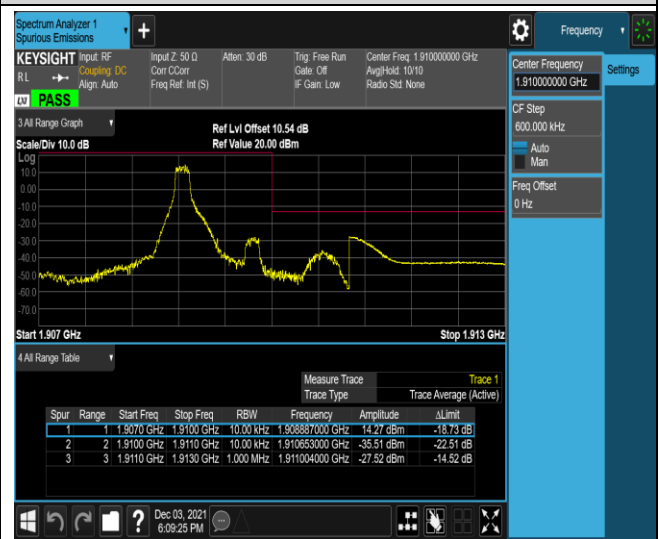 Spectrum Analyzer 1
Spurious Emissions
Frequency
KEYSIGHT Input: RF Input Z: 50 Ω Atten: 30 dB Trig: Free Run Center Freq: 1.910000000 GHz
R L Coupling: DC Corr CCorr Gate: Off Avg|Hold: 10/10
Align: Auto Freq Ref: Int (S) IF Gain: Low Radio Std: None
LXI PASS
Center Frequency
1.910000000 GHz
Settings
CF Step
600.000 kHz
Auto
Man
Freq Offset
0 Hz
3 All Range Graph
Ref Lvl Offset 10.54 dB
Scale/Div 10.0 dB Ref Value 20.00 dBm
Log
10.0
0.00
-10.0
-20.0
-30.0
-40.0
-50.0
-60.0
-70.0
Start 1.907 GHz Stop 1.913 GHz
4 All Range Table
Measure Trace Trace 1
Trace Type Trace Average (Active)
Spur Range Start Freq Stop Freq RBW Frequency Amplitude ΔLimit
1 1 1.9070 GHz 1.9100 GHz 10.00 kHz 1.908887000 GHz 14.27 dBm -18.73 dB
2 2 1.9100 GHz 1.9110 GHz 10.00 kHz 1.910653000 GHz -35.51 dBm -22.51 dB
3 3 1.9110 GHz 1.9130 GHz 1.000 MHz 1.911004000 GHz -27.52 dBm -14.52 dB
Dec 03, 2021
6:09:25 PM